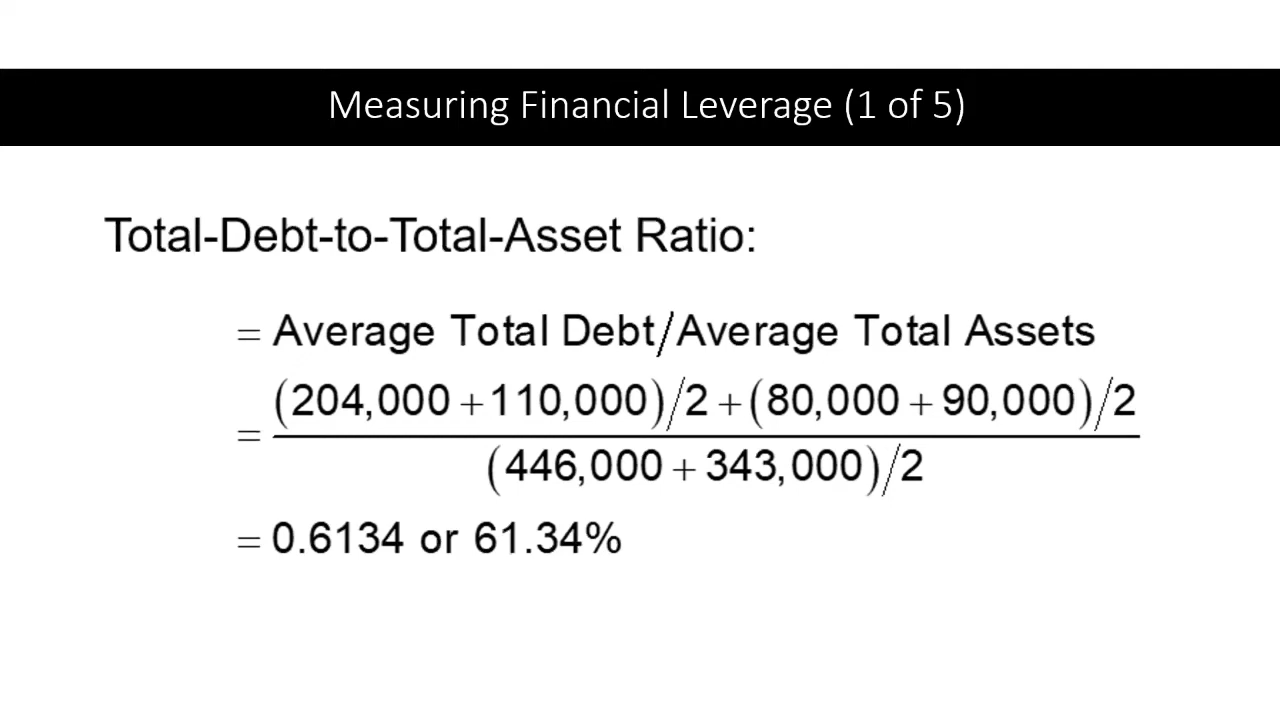 Measuring Financial Leverage (1 of 5)
Total-Debt-to-Total-Asset Ratio:
= Average Total Debt/Average Total Assets
= (204,000+110,000)/2+(80,000+90,000)/2
(446,000+343,000)/2
= 0.6134 or 61.34%